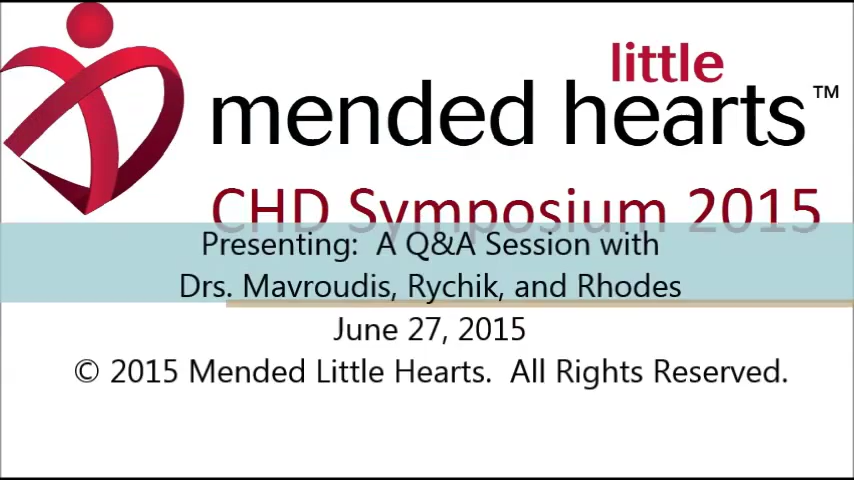 little
mended hearts™
CHD Symposium 2015
Presenting: A Q&A Session with
Drs. Mavroudis, Rychik, and Rhodes
June 27, 2015
© 2015 Mended Little Hearts. All Rights Reserved.